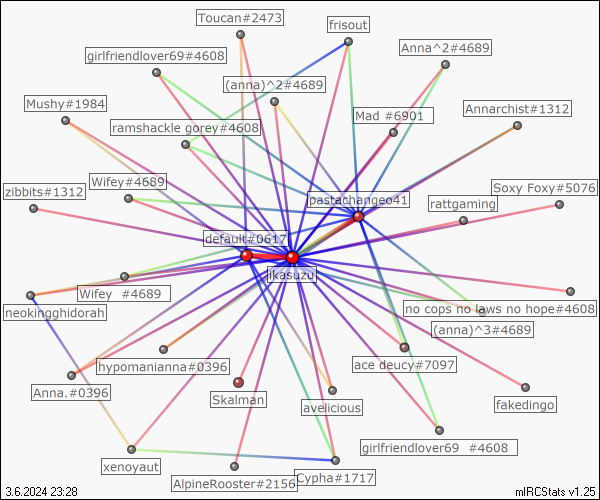 Toucan#2473
frisout
Anna^2#4689
girlfriendlover69#4608
(anna)^2#4689
Mushy#1984
Mad #6901
Annarchist#1312
ramshackle gorey#4608
Wifey#4689
Soxy Foxy#5076
zibbits#1312
pastachangeo41
rattgaming
default#0617
ikasuzu
Wifey #4689
neokingghidorah
no cops no laws no hope#4608
(anna)^3#4689
hypomanianna#0396
ace deucy#7097
Anna.#0396
Skalman
avelicious
fakedingo
girlfriendlover69 #4608
xenoyaut
AlpineRooster#2156
Cypha#1717
3.6.2024 23:28
mIRCStats v1.25